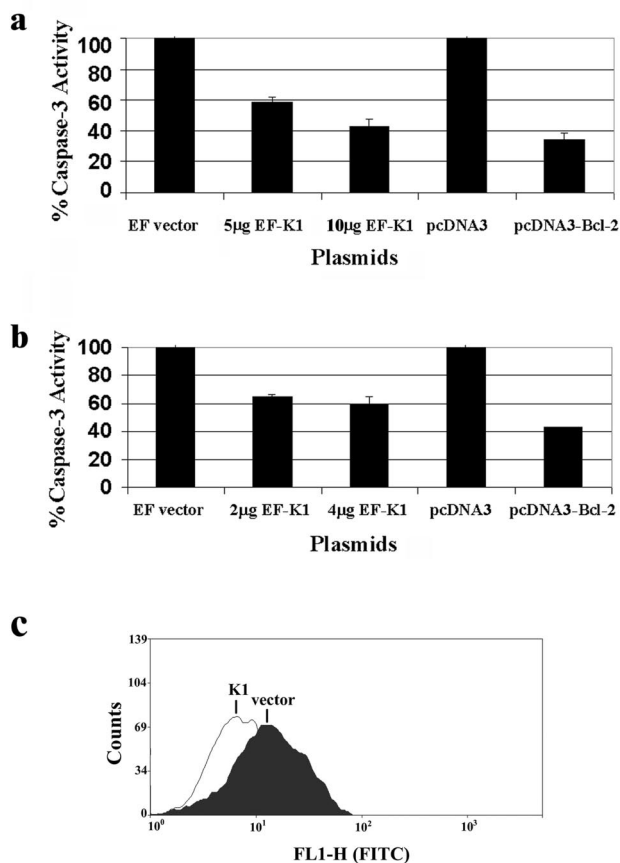 a
%Caspase-3 Activity
100
80
60
40
20
0
EF vector 5µg EF-K1 10µg EF-K1 pcDNA3 pcDNA3-Bcl-2
Plasmids
b
%Caspase-3 Activity
100
80
60
40
20
0
EF vector 2µg EF-K1 4µg EF-K1 pcDNA3 pcDNA3-Bcl-2
Plasmids
c
Counts
139
104
69
34
0
K1 vector
10⁰ 10¹ 10² 10³
FL1-H (FITC)